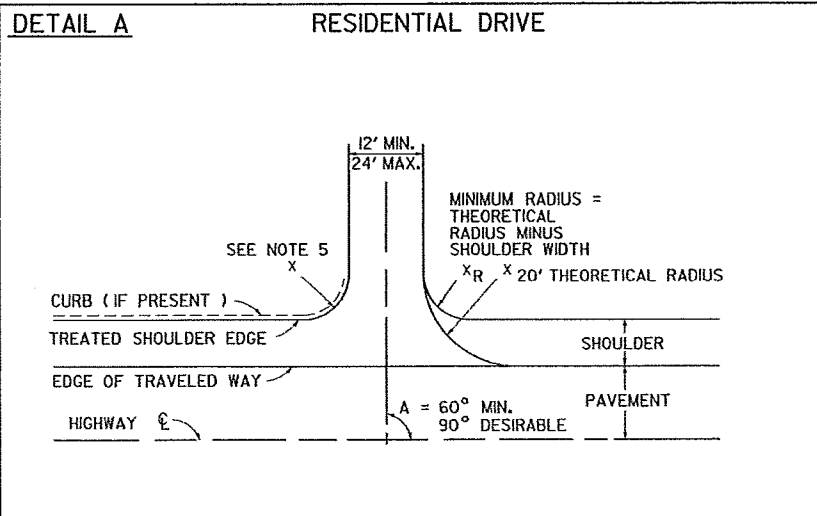 DETAIL A
RESIDENTIAL DRIVE
12' MIN.
24' MAX.
MINIMUM RADIUS =
THEORETICAL
RADIUS MINUS
SHOULDER WIDTH
SEE NOTE 5
X
X R
X 20' THEORETICAL RADIUS
CURB ( IF PRESENT )
TREATED SHOULDER EDGE
SHOULDER
EDGE OF TRAVELED WAY
PAVEMENT
A = 60° MIN.
90° DESIRABLE
HIGHWAY ℄